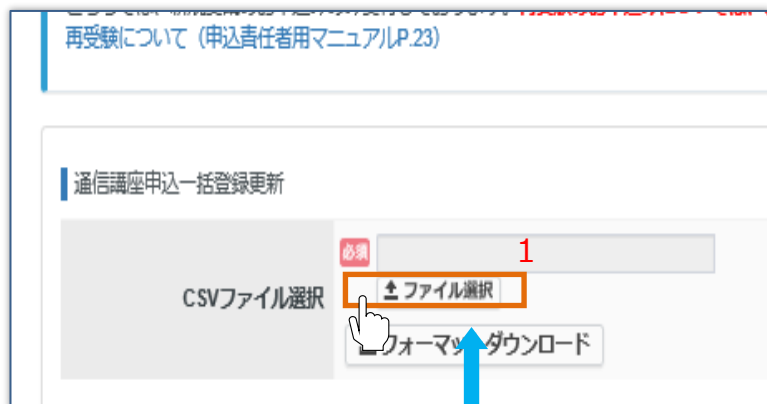 再受験について（申込責任者用マニュアルP.23）
通信講座申込一括登録更新
必須
1
CSVファイル選択
ファイル選択
フォーマットダウンロード